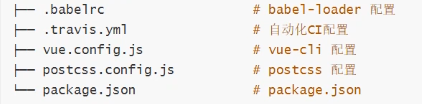 ├── .babelrc                   # babel-loader 配置
├── .travis.yml                # 自动化CI配置
├── vue.config.js              # vue-cli 配置
├── postcss.config.js          # postcss 配置
└── package.json               # package.json